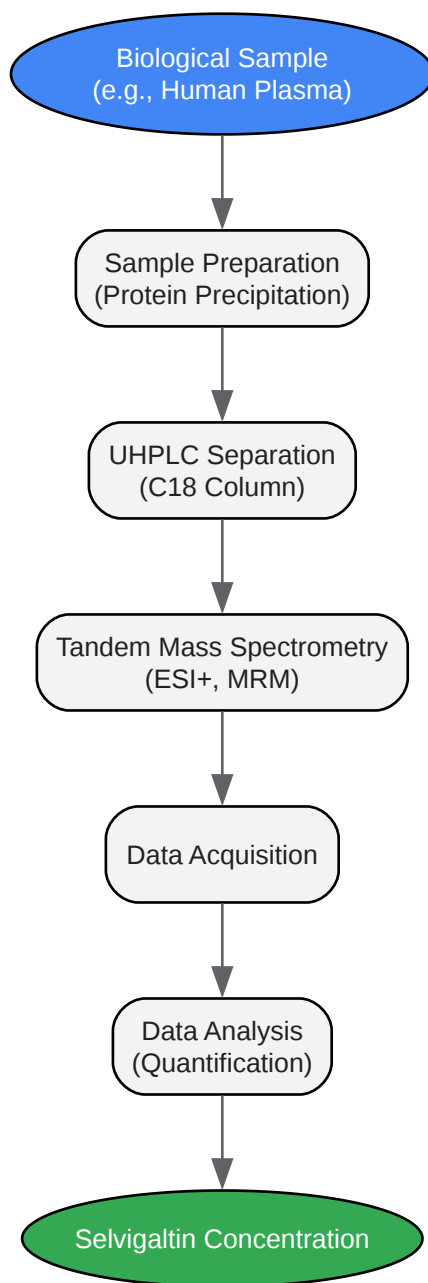 Biological Sample
(e.g., Human Plasma)
Sample Preparation
(Protein Precipitation)
UHPLC Separation
(C18 Column)
Tandem Mass Spectrometry
(ESI+, MRM)
Data Acquisition
Data Analysis
(Quantification)
Selvigaltin Concentration